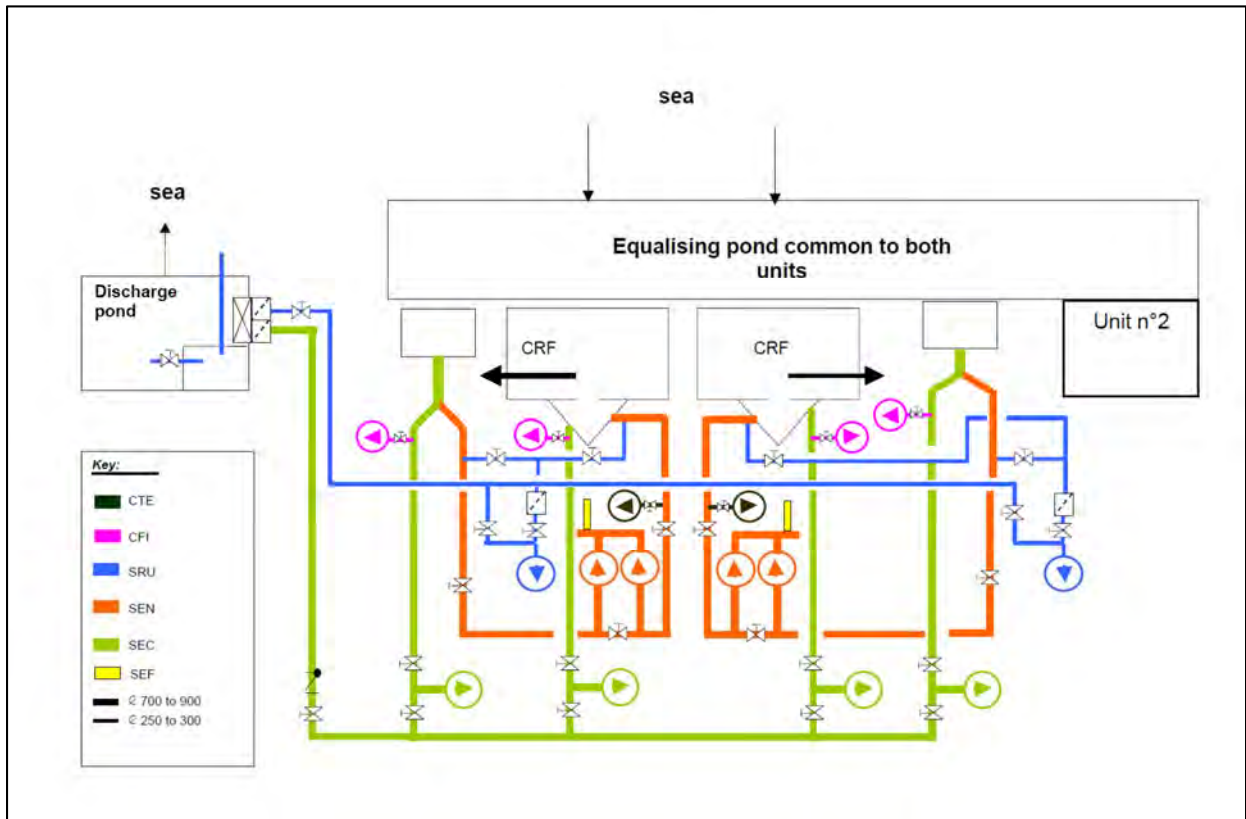 sea
sea
Equalising pond common to both
units
Discharge
pond
CRF
CRF
Unit n°2
Key:
CTE
CFI
SRU
SEN
SEC
SEF
700 to 900
250 to 300